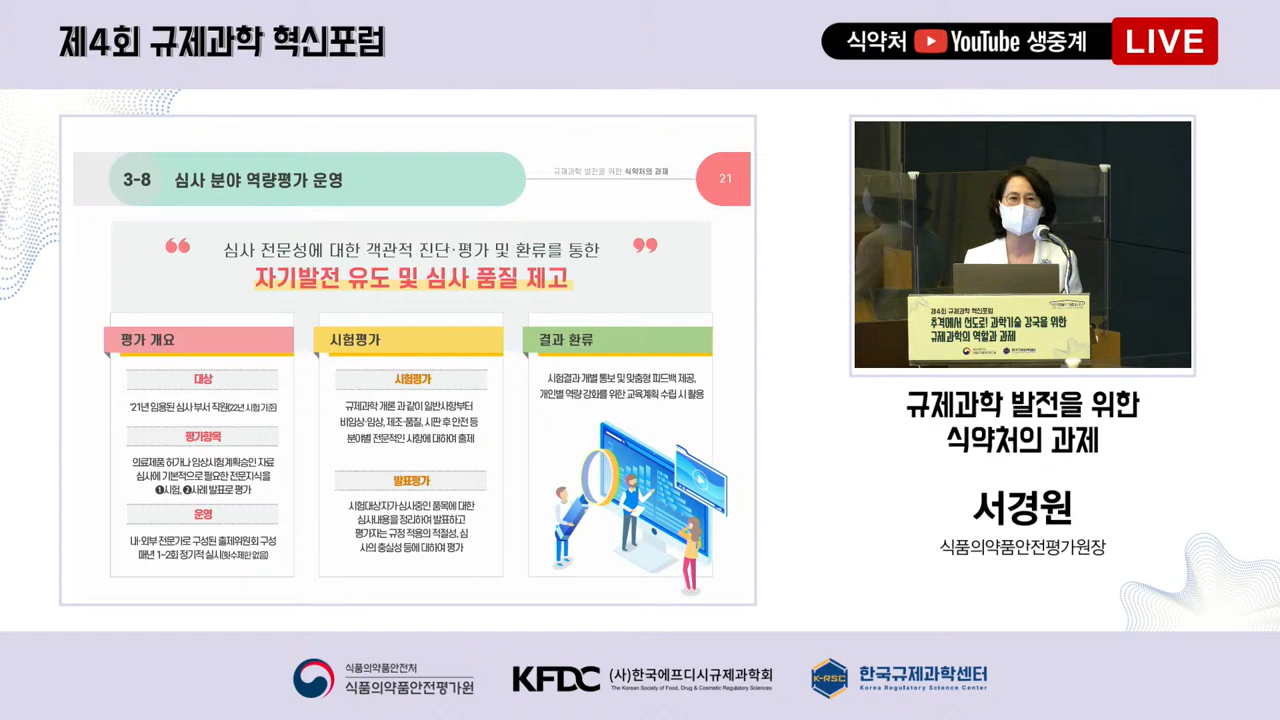 제4회 규제과학 혁신포럼
식약처 YouTube 생중계 LIVE
3-8 심사 분야 역량평가 운영
규제과학 발전을 위한 식약처의 과제
21
심사 전문성에 대한 객관적 진단·평가 및 환류를 통한
자기발전 유도 및 심사 품질 제고
평가 개요
대상
'21년 임용된 심사 부서 직원('22년 시험 기준)
평가항목
의료제품 허가나 임상시험계획승인 자료
심사에 기본적으로 필요한 전문지식을
❶시험, ❷사례 발표로 평가
운영
내·외부 전문가로 구성된 출제위원회 구성
매년 1~2회 정기적 실시(횟수제한 없음)
시험평가
시험평가
규제과학 개론 과 같이 일반사항부터
비임상·임상, 제조·품질, 시판 후 안전 등
분야별 전문적인 사항에 대하여 출제
발표평가
시험대상자가 심사중인 품목에 대한
심사내용을 정리하여 발표하고
평가자는 규정 적용의 적절성, 심
사의 충실성 등에 대하여 평가
결과 환류
시험결과 개별 통보 및 맞춤형 피드백 제공,
개인별 역량 강화를 위한 교육계획 수립 시 활용
제4회 규제과학 혁신포럼
추격에서 선도로! 과학기술 강국을 위한
규제과학의 역할과 과제
규제과학 발전을 위한
식약처의 과제
서경원
식품의약품안전평가원장
식품의약품안전처
식품의약품안전평가원
KFDC (사)한국에프디시규제과학회
The Korean Society of Food, Drug & Cosmetic Regulatory Sciences
K-RSC 한국규제과학센터
Korea Regulatory Science Center